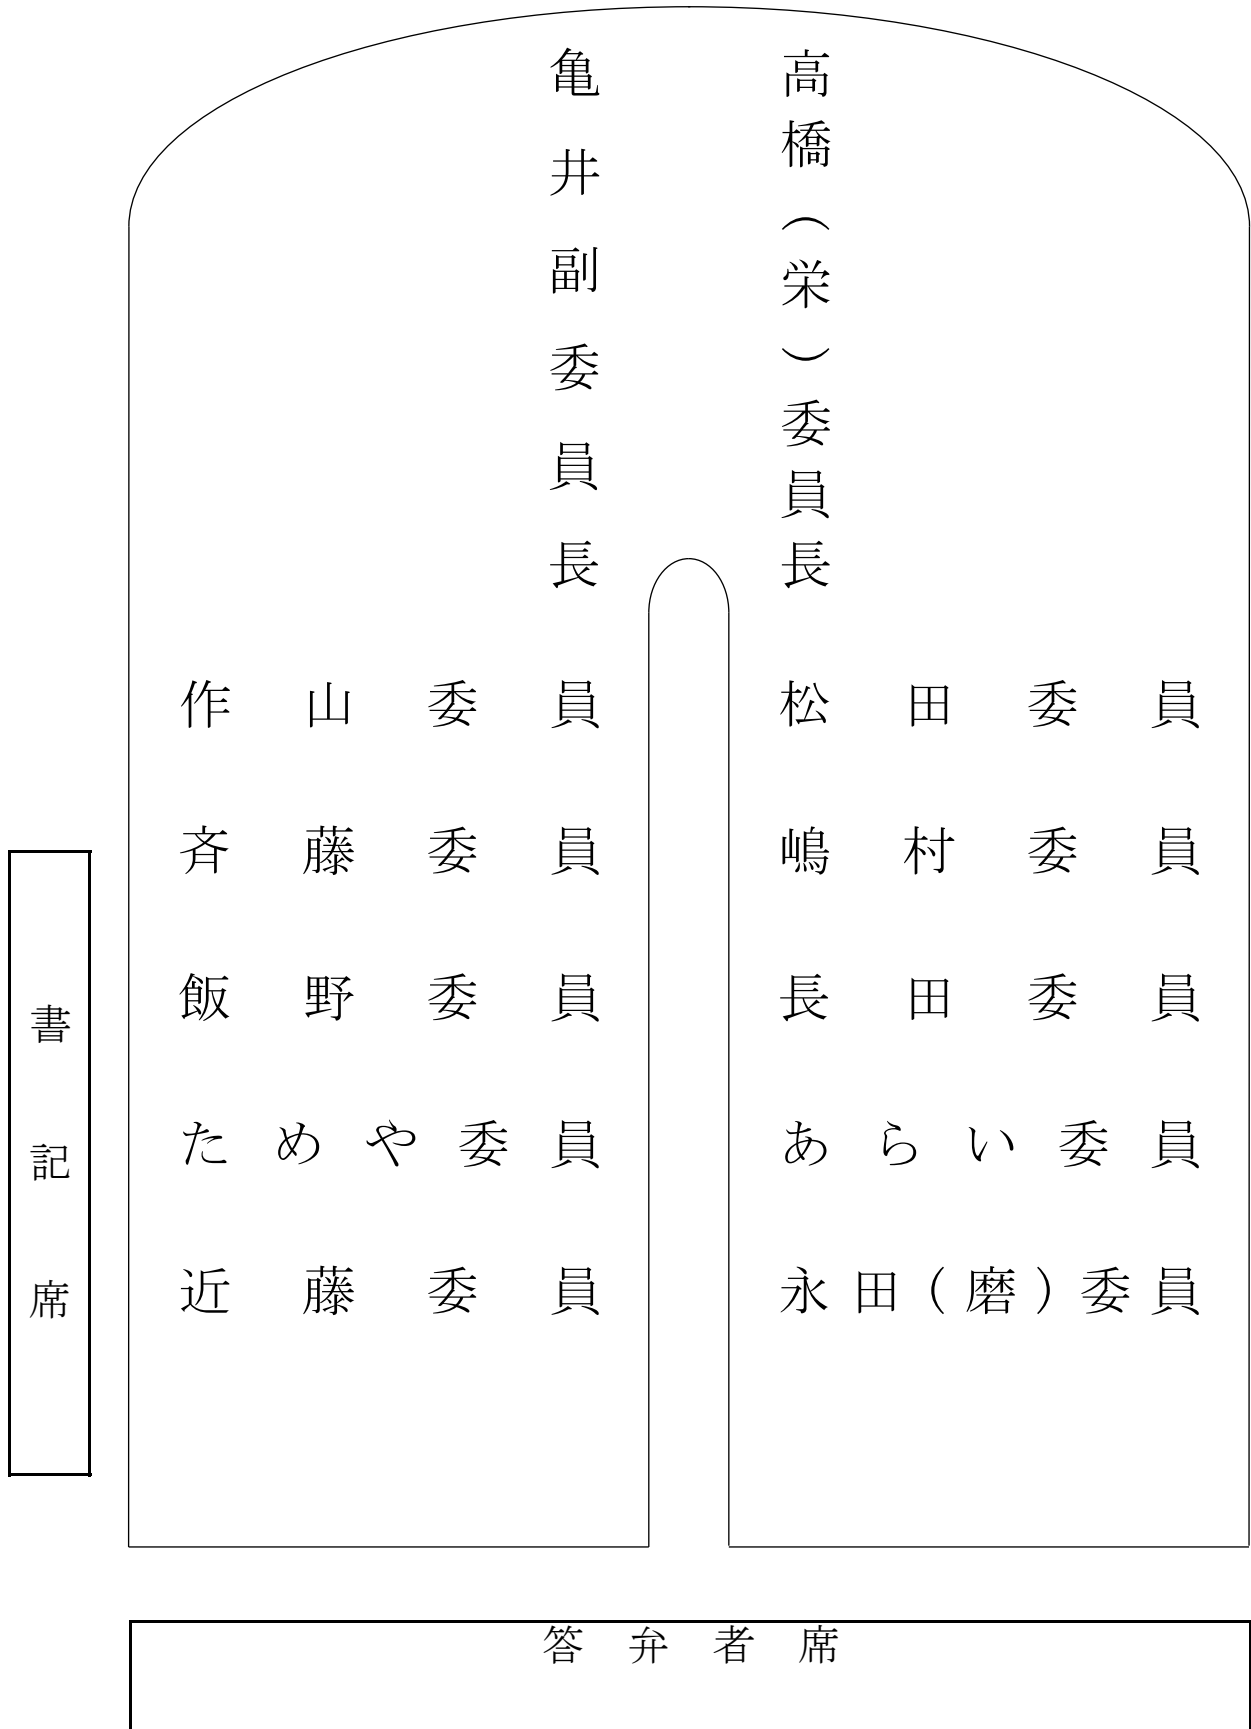 高橋（栄）委員長
亀井副委員長
作山委員
松田委員
斉藤委員
嶋村委員
飯野委員
長田委員
ためや委員
あらい委員
近藤委員
永田（磨）委員
書記席
答弁者席